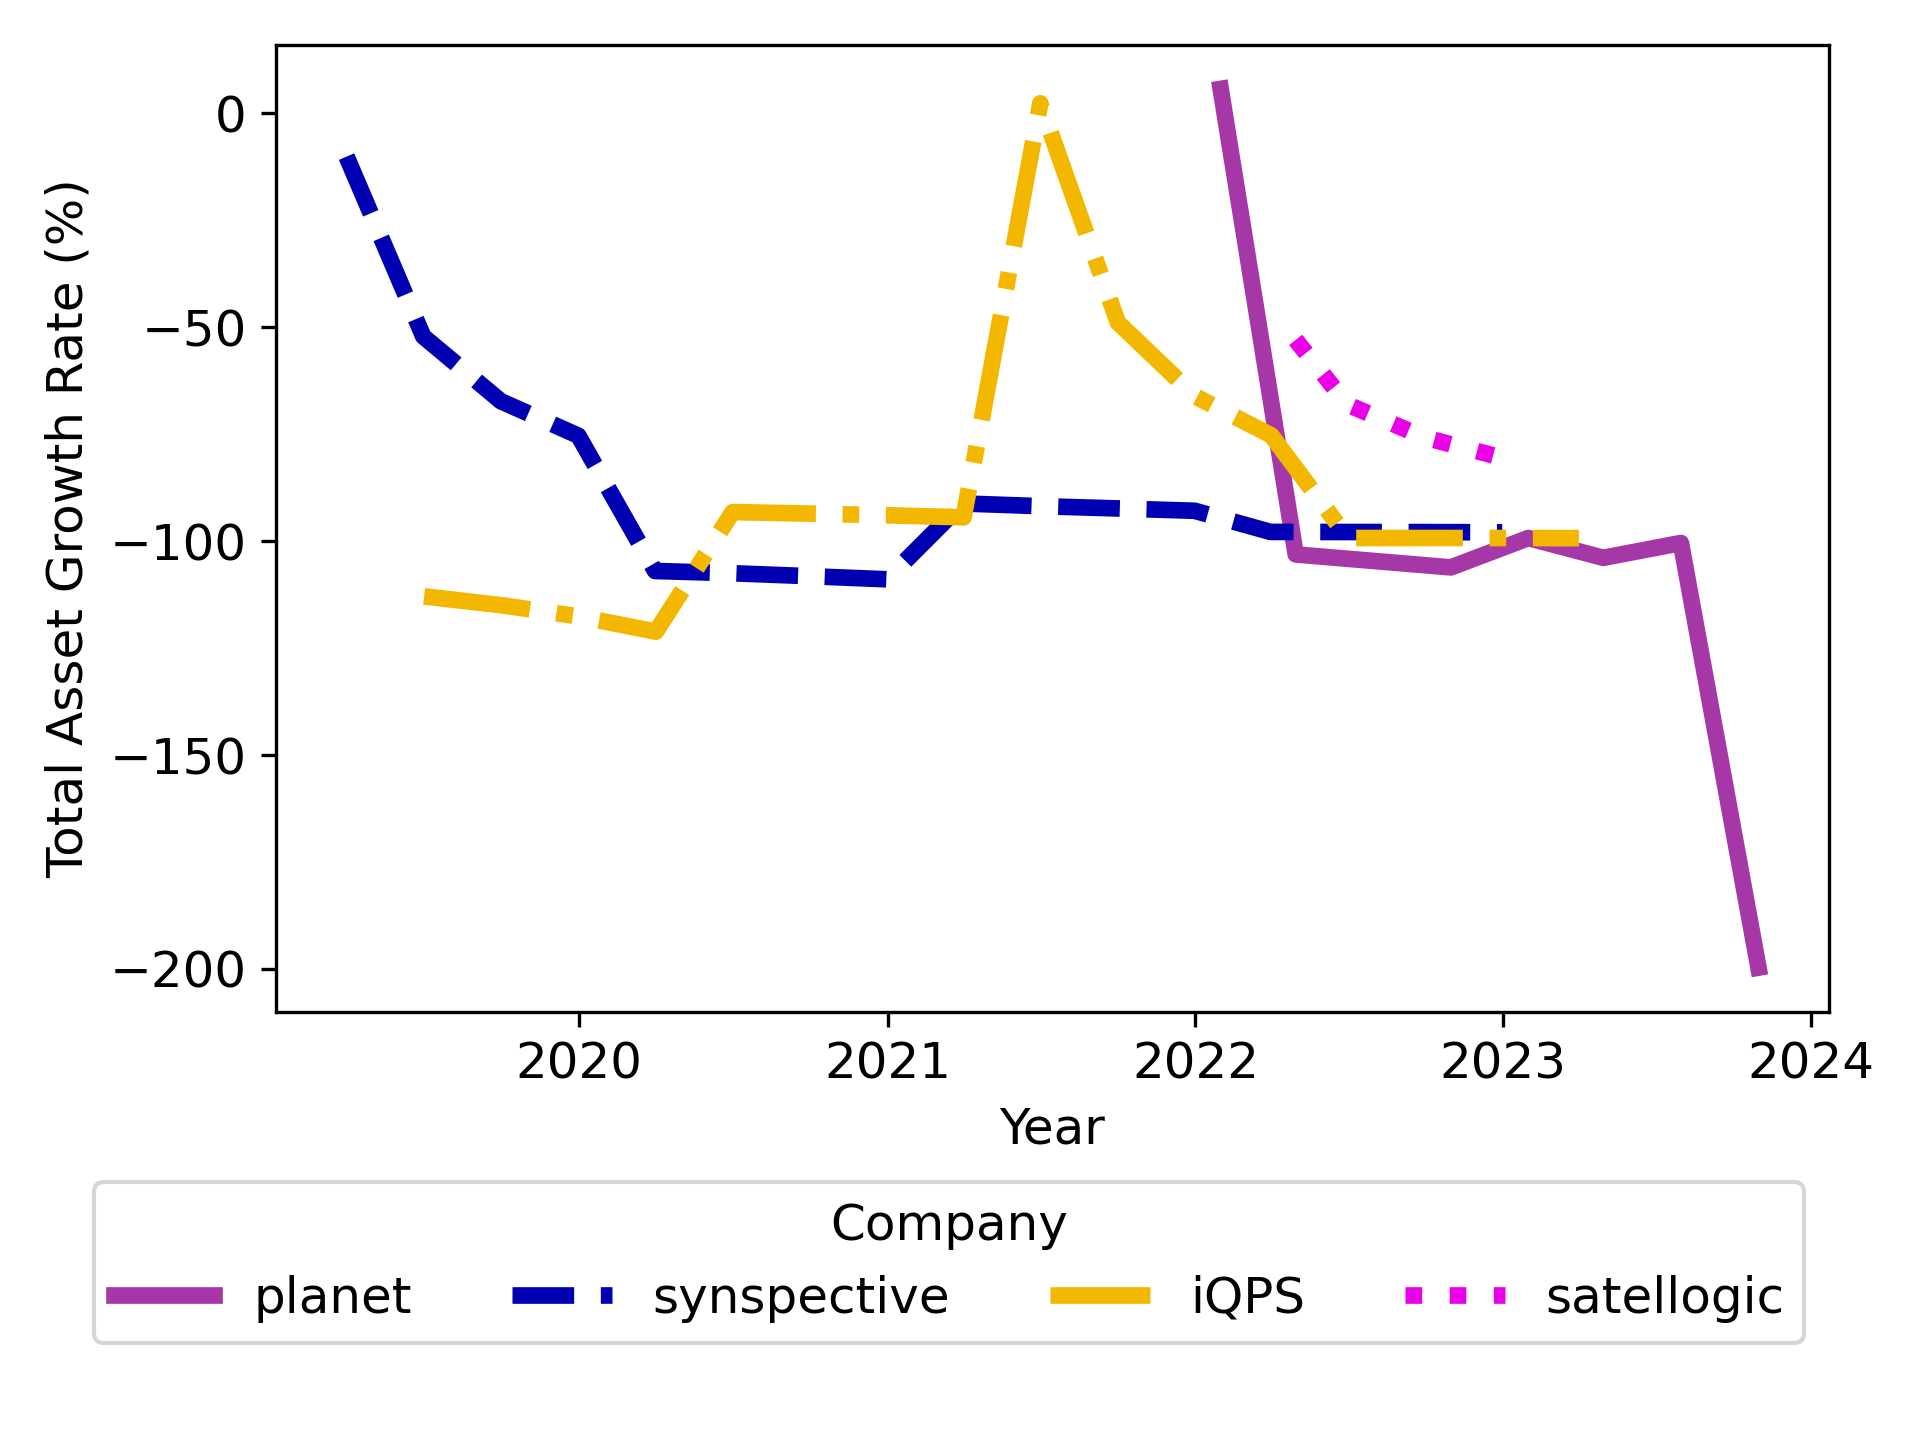 Total Asset Growth Rate (%)
0
−50
−100
−150
−200
2020 2021 2022 2023 2024
Year
Company
planet synspective iQPS satellogic